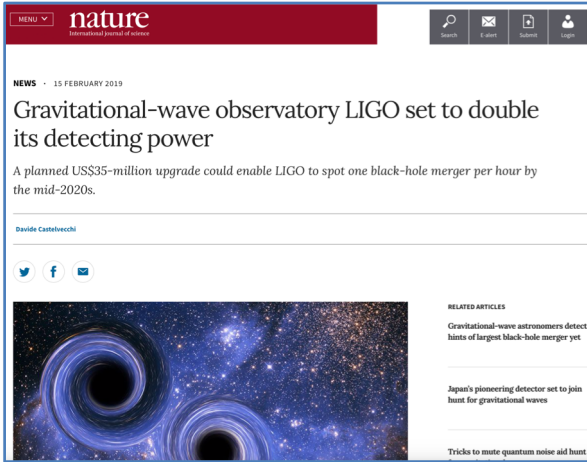 MENU
nature
International journal of science
Search
E-alert
Submit
Login
NEWS · 15 FEBRUARY 2019
Gravitational-wave observatory LIGO set to double
its detecting power
A planned US$35-million upgrade could enable LIGO to spot one black-hole merger per hour by
the mid-2020s.
Davide Castelvecchi
RELATED ARTICLES
Gravitational-wave astronomers detect
hints of largest black-hole merger yet
Japan's pioneering detector set to join
hunt for gravitational waves
Tricks to mute quantum noise aid hunt